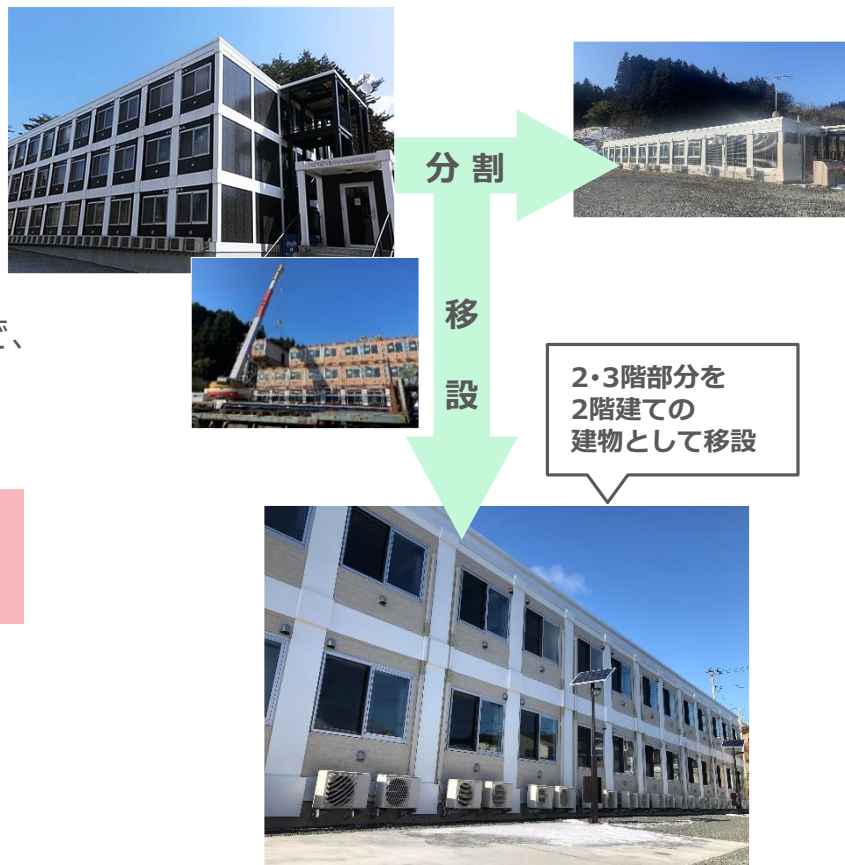 分割
で、
移
設
2・3階部分を
2階建ての
建物として移設